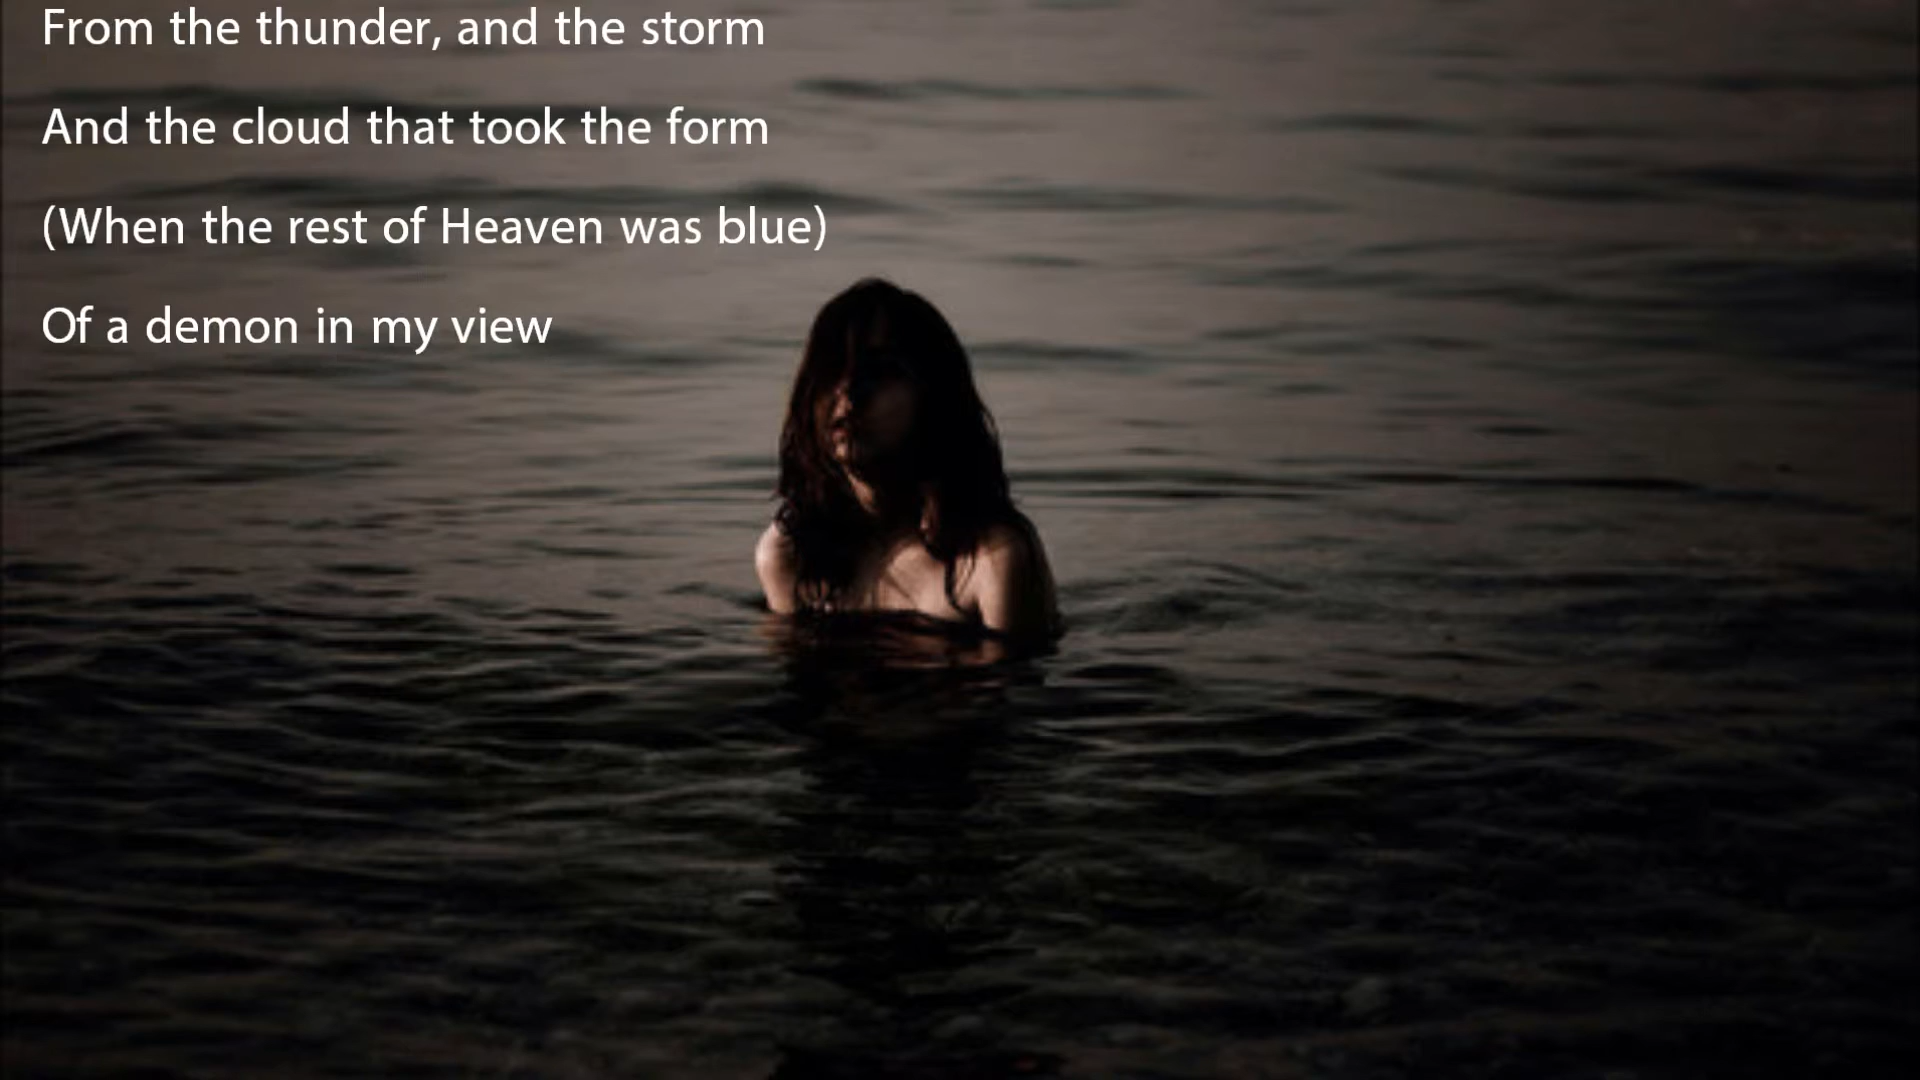 From the thunder, and the storm
And the cloud that took the form
(When the rest of Heaven was blue)
Of a demon in my view